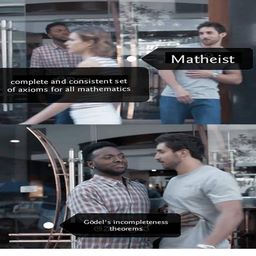 Matheist
complete and consistent set
of axioms for all mathematics
Gödel's incompleteness
theorems